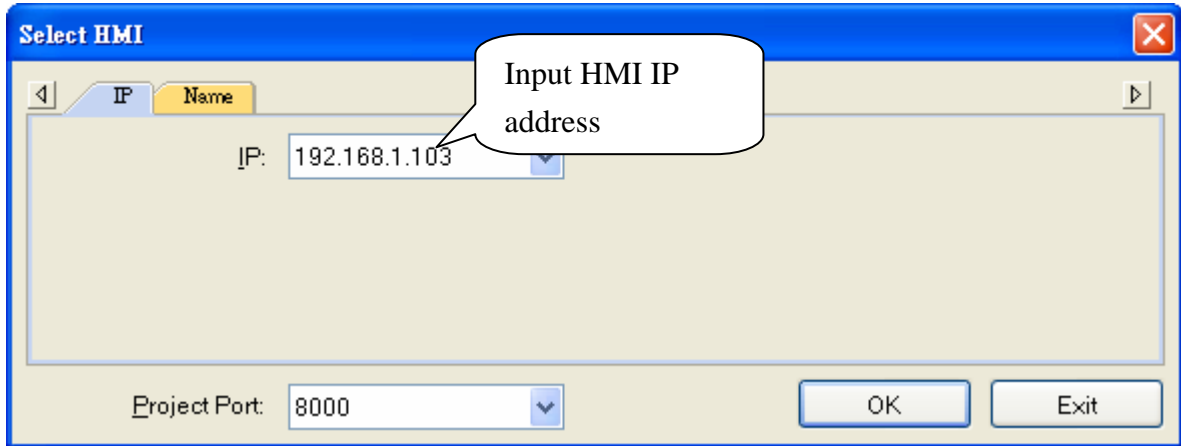 Select HMI
Input HMI IP
address
IP Name
IP: 192.168.1.103
Project Port: 8000 OK Exit